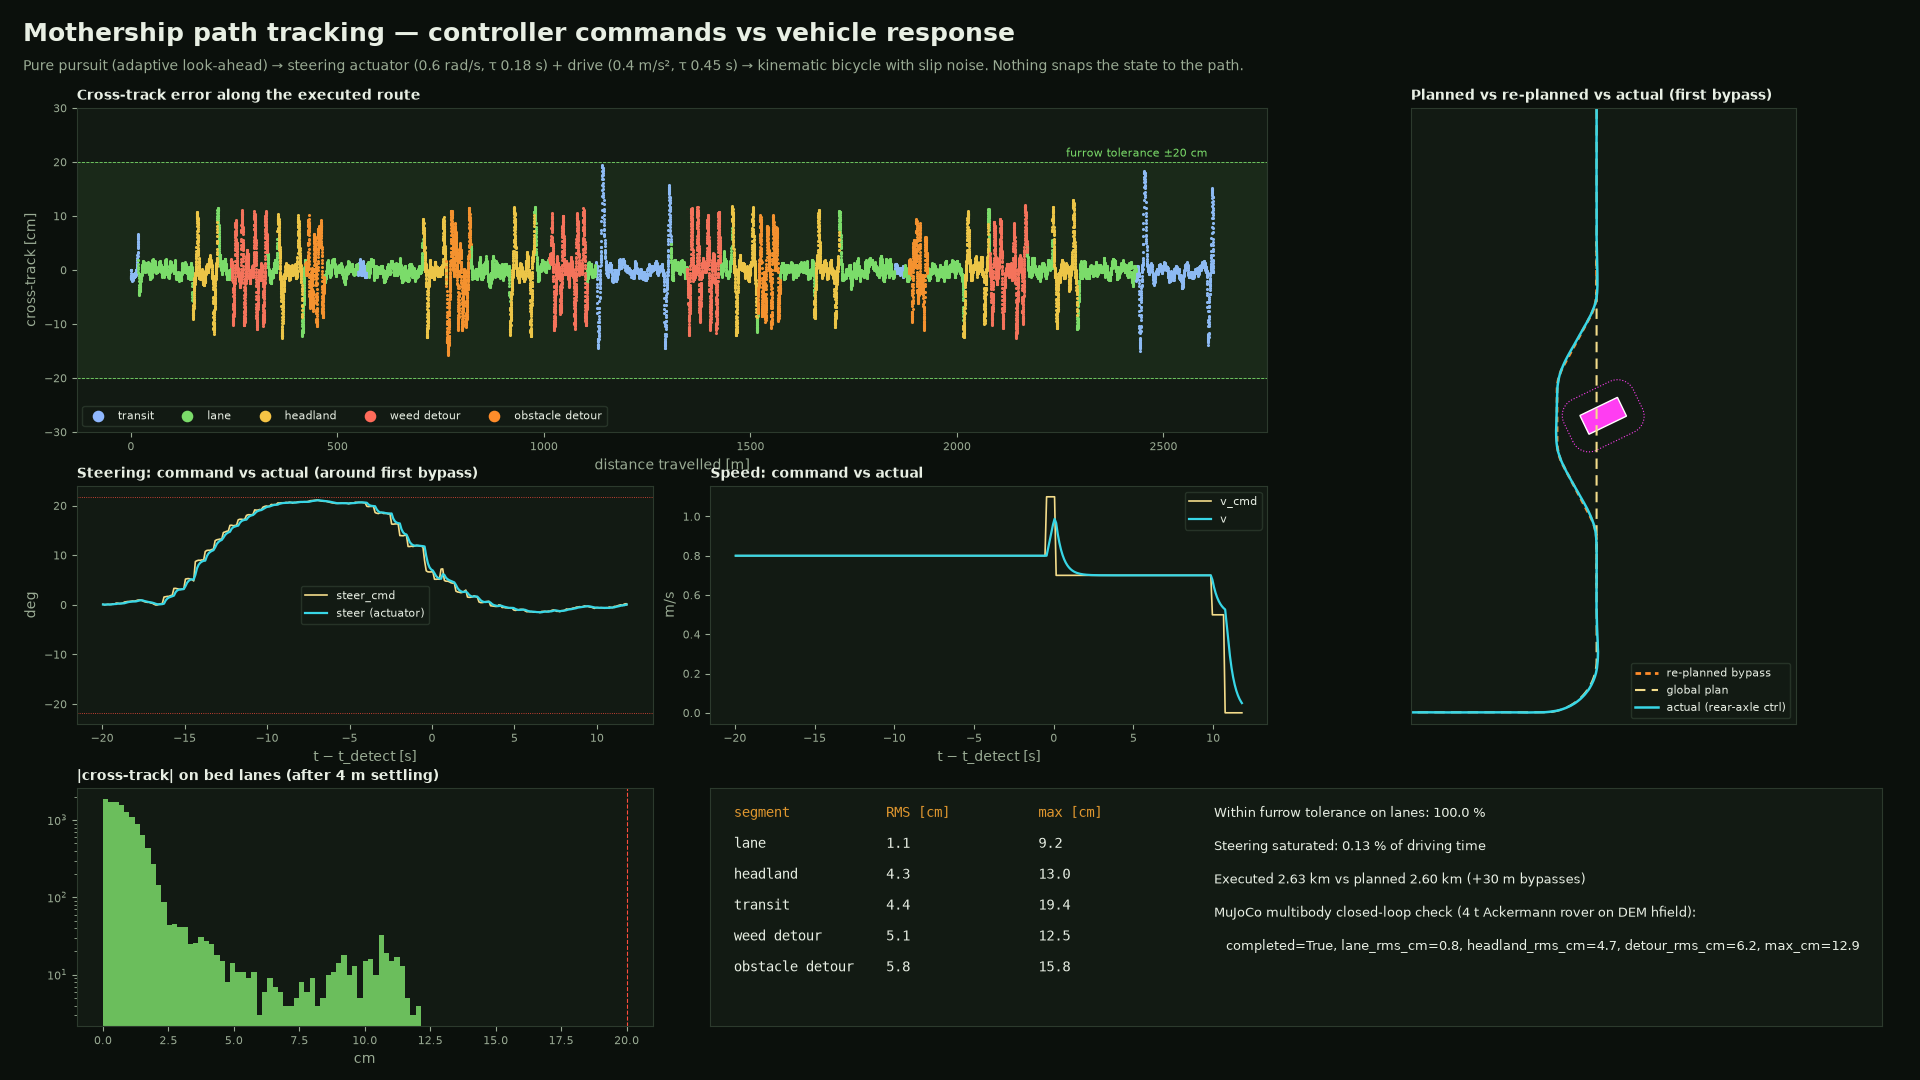 Mothership path tracking — controller commands vs vehicle response
Pure pursuit (adaptive look-ahead) → steering actuator (0.6 rad/s, τ 0.18 s) + drive (0.4 m/s², τ 0.45 s) → kinematic bicycle with slip noise. Nothing snaps the state to the path.
Cross-track error along the executed route
30
20
10
0
−10
−20
−30
cross-track [cm]
furrow tolerance ±20 cm
transit
lane
headland
weed detour
obstacle detour
0
500
1000
1500
2000
2500
distance travelled [m]
Planned vs re-planned vs actual (first bypass)
re-planned bypass
global plan
actual (rear-axle ctrl)
Steering: command vs actual (around first bypass)
20
10
0
−10
−20
deg
steer_cmd
steer (actuator)
−20
−15
−10
−5
0
5
10
t − t_detect [s]
Speed: command vs actual
1.0
0.8
0.6
0.4
0.2
0.0
m/s
v_cmd
v
−20
−15
−10
−5
0
5
10
t − t_detect [s]
|cross-track| on bed lanes (after 4 m settling)
10³
10²
10¹
0.0
2.5
5.0
7.5
10.0
12.5
15.0
17.5
20.0
cm
segment RMS [cm] max [cm]
lane 1.1 9.2
headland 4.3 13.0
transit 4.4 19.4
weed detour 5.1 12.5
obstacle detour 5.8 15.8
Within furrow tolerance on lanes: 100.0 %
Steering saturated: 0.13 % of driving time
Executed 2.63 km vs planned 2.60 km (+30 m bypasses)
MuJoCo multibody closed-loop check (4 t Ackermann rover on DEM hfield):
completed=True, lane_rms_cm=0.8, headland_rms_cm=4.7, detour_rms_cm=6.2, max_cm=12.9